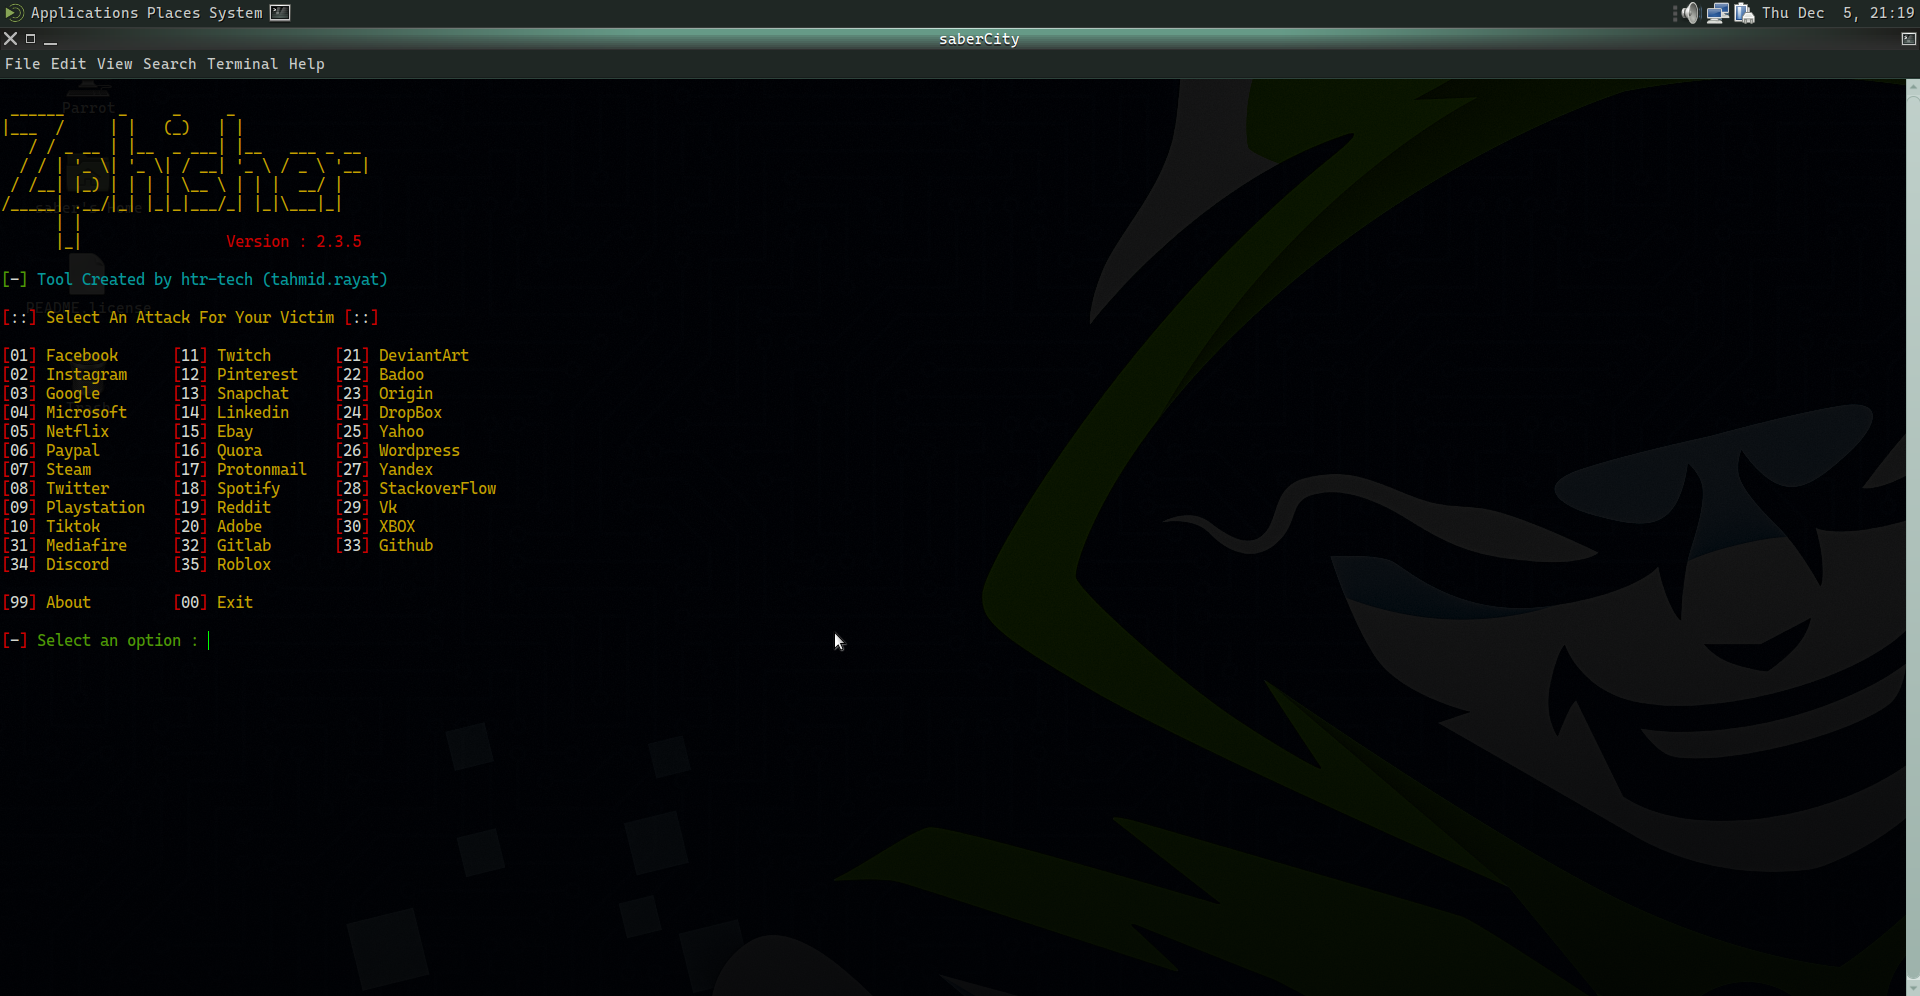 Applications Places System
Thu Dec 5, 21:19
saberCity
File Edit View Search Terminal Help
Parrot
Zphisher
Version : 2.3.5
[-] Tool Created by htr-tech (tahmid.rayat)
README.license
[::] Select An Attack For Your Victim [::]
[01] Facebook [11] Twitch [21] DeviantArt
[02] Instagram [12] Pinterest [22] Badoo
[03] Google [13] Snapchat [23] Origin
[04] Microsoft [14] Linkedin [24] DropBox
[05] Netflix [15] Ebay [25] Yahoo
[06] Paypal [16] Quora [26] Wordpress
[07] Steam [17] Protonmail [27] Yandex
[08] Twitter [18] Spotify [28] StackoverFlow
[09] Playstation [19] Reddit [29] Vk
[10] Tiktok [20] Adobe [30] XBOX
[31] Mediafire [32] Gitlab [33] Github
[34] Discord [35] Roblox
[99] About [00] Exit
[-] Select an option :